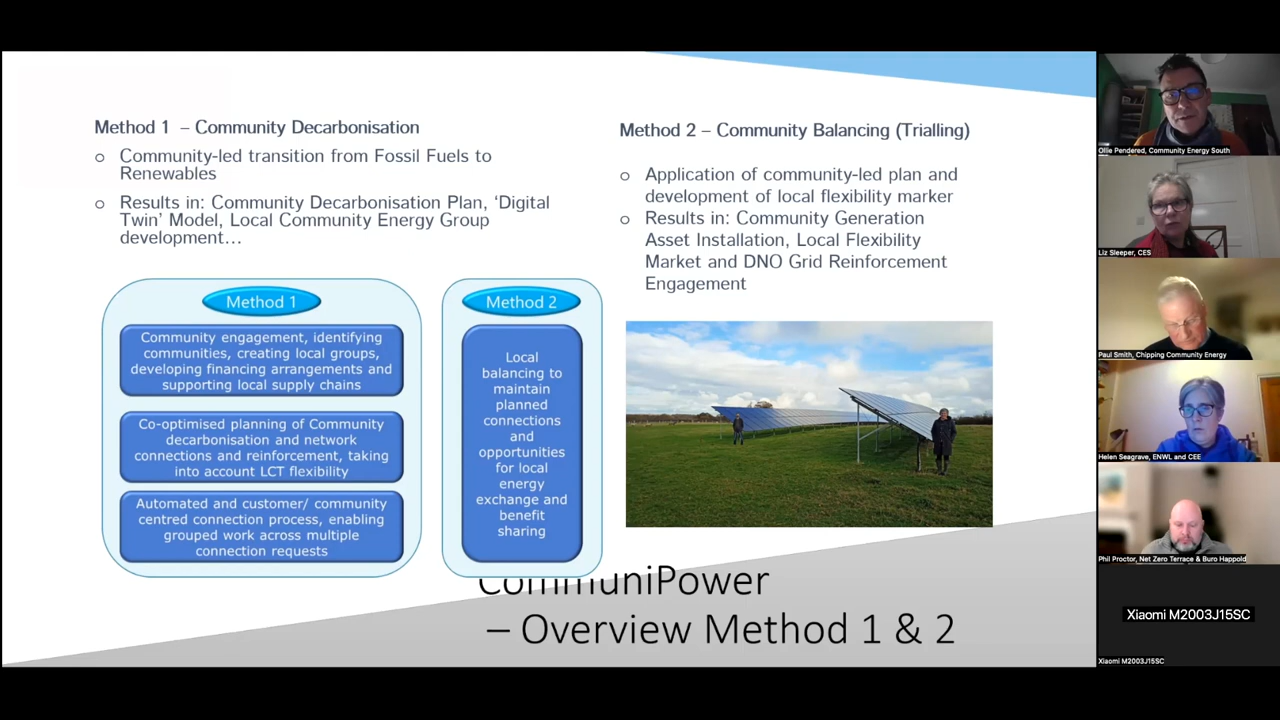 Method 1 – Community Decarbonisation
o Community-led transition from Fossil Fuels to
Renewables
o Results in: Community Decarbonisation Plan, ‘Digital
Twin’ Model, Local Community Energy Group
development…
Method 2 – Community Balancing (Trialling)
o Application of community-led plan and
development of local flexibility marker
o Results in: Community Generation
Asset Installation, Local Flexibility
Market and DNO Grid Reinforcement
Engagement
Method 1
Community engagement, identifying
communities, creating local groups,
developing financing arrangements and
supporting local supply chains
Co-optimised planning of Community
decarbonisation and network
connections and reinforcement, taking
into account LCT flexibility
Automated and customer/ community
centred connection process, enabling
grouped work across multiple
connection requests
Method 2
Local
balancing to
maintain
planned
connections
and
opportunities
for local
energy
exchange and
benefit
sharing
CommuniPower
– Overview Method 1 & 2
Ollie Pendered, Community Energy South
Liz Sleeper, CES
Paul Smith, Chipping Community Energy
Helen Seagrave, ENWL and CEE
Phil Proctor, Net Zero Terrace & Buro Happold
Xiaomi M2003J15SC
Xiaomi M2003J15SC